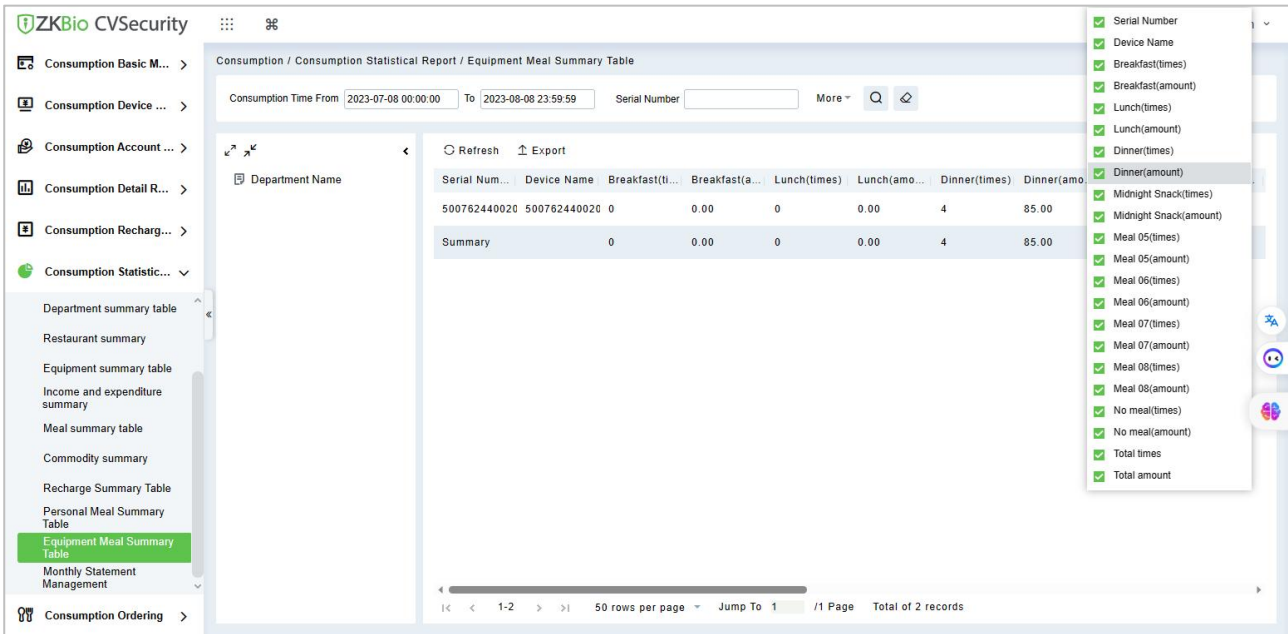 ZKBio CVSecurity
Consumption Basic M...
Consumption Device ...
Consumption Account ...
Consumption Detail R...
Consumption Recharg...
Consumption Statistic...
Department summary table
Restaurant summary
Equipment summary table
Income and expenditure
summary
Meal summary table
Commodity summary
Recharge Summary Table
Personal Meal Summary
Table
Equipment Meal Summary
Table
Monthly Statement
Management
Consumption Ordering
Consumption / Consumption Statistical Report / Equipment Meal Summary Table
Consumption Time From 2023-07-08 00:00:00 To 2023-08-08 23:59:59 Serial Number More
Department Name
Refresh Export
Serial Num... Device Name Breakfast(ti... Breakfast(a... Lunch(times) Lunch(amo... Dinner(times) Dinner(amo
500762440020 500762440020 0 0.00 0 0.00 4 85.00
Summary 0 0.00 0 0.00 4 85.00
1-2 50 rows per page Jump To 1 /1 Page Total of 2 records
Serial Number
Device Name
Breakfast(times)
Breakfast(amount)
Lunch(times)
Lunch(amount)
Dinner(times)
Dinner(amount)
Midnight Snack(times)
Midnight Snack(amount)
Meal 05(times)
Meal 05(amount)
Meal 06(times)
Meal 06(amount)
Meal 07(times)
Meal 07(amount)
Meal 08(times)
Meal 08(amount)
No meal(times)
No meal(amount)
Total times
Total amount